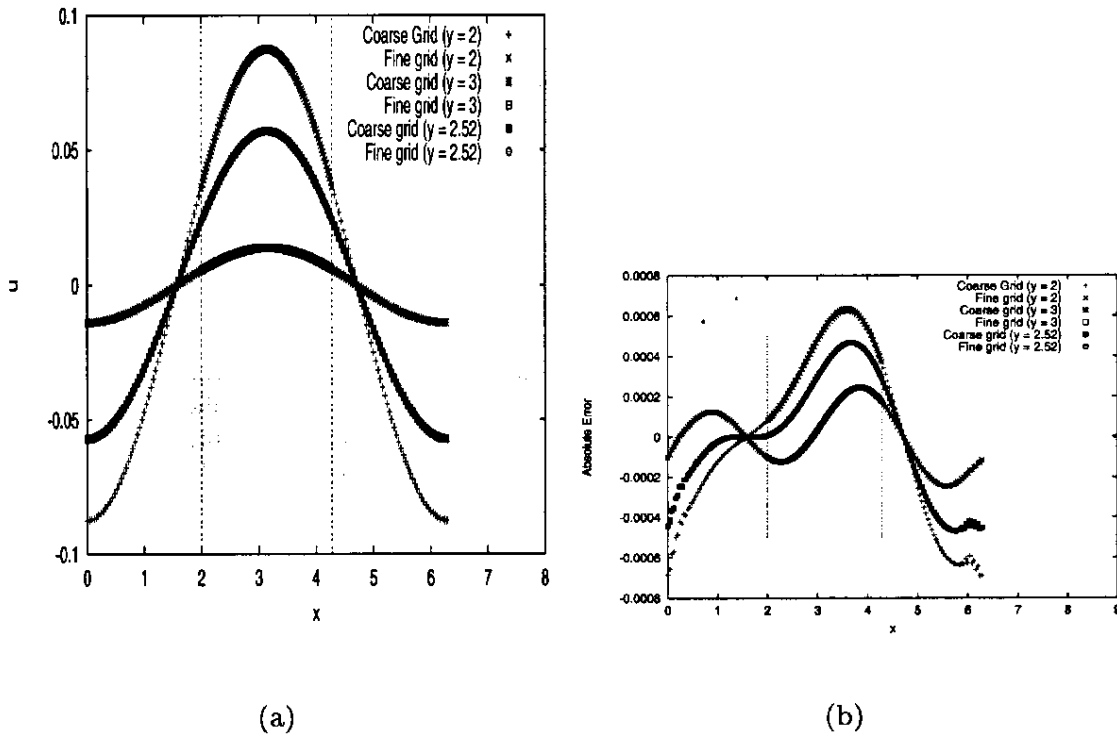 0.1
0.05
0
-0.05
-0.1
u
Coarse Grid (y = 2)
Fine grid (y = 2)
Coarse grid (y = 3)
Fine grid (y = 3)
Coarse grid (y = 2.52)
Fine grid (y = 2.52)
0 1 2 3 4 5 6 7 8
x
(a)
0.0008
0.0006
0.0004
0.0002
0
-0.0002
-0.0004
-0.0006
-0.0008
Absolute Error
Coarse Grid (y = 2)
Fine grid (y = 2)
Coarse grid (y = 3)
Fine grid (y = 3)
Coarse grid (y = 2.52)
Fine grid (y = 2.52)
0 1 2 3 4 5 6 7 8 9
x
(b)